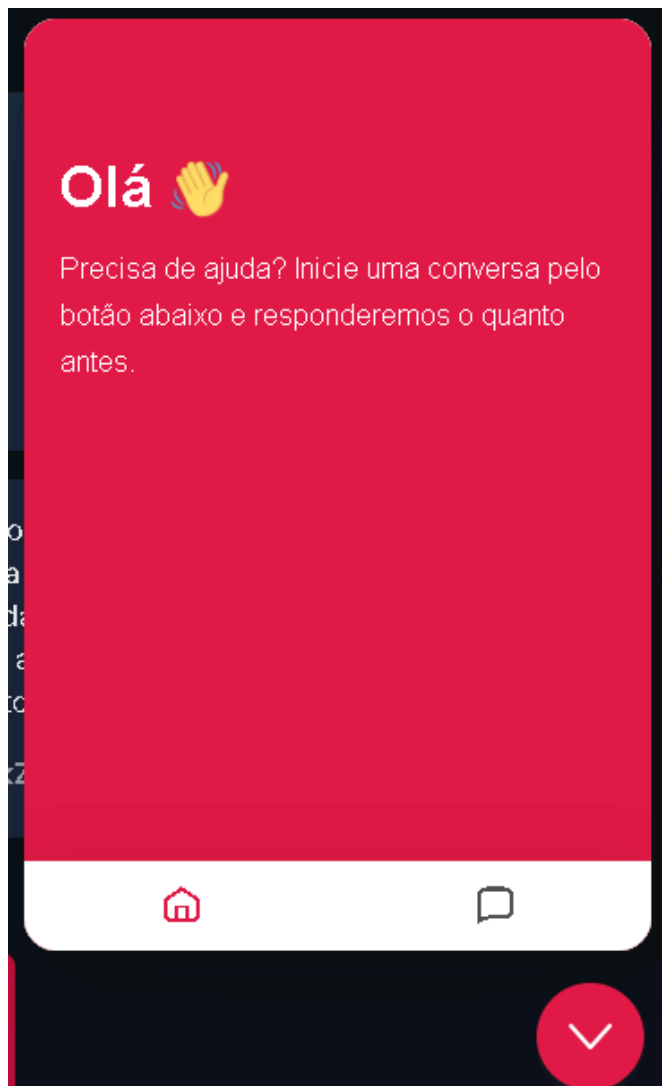 Olá 👋
Precisa de ajuda? Inicie uma conversa pelo
botão abaixo e responderemos o quanto
antes.